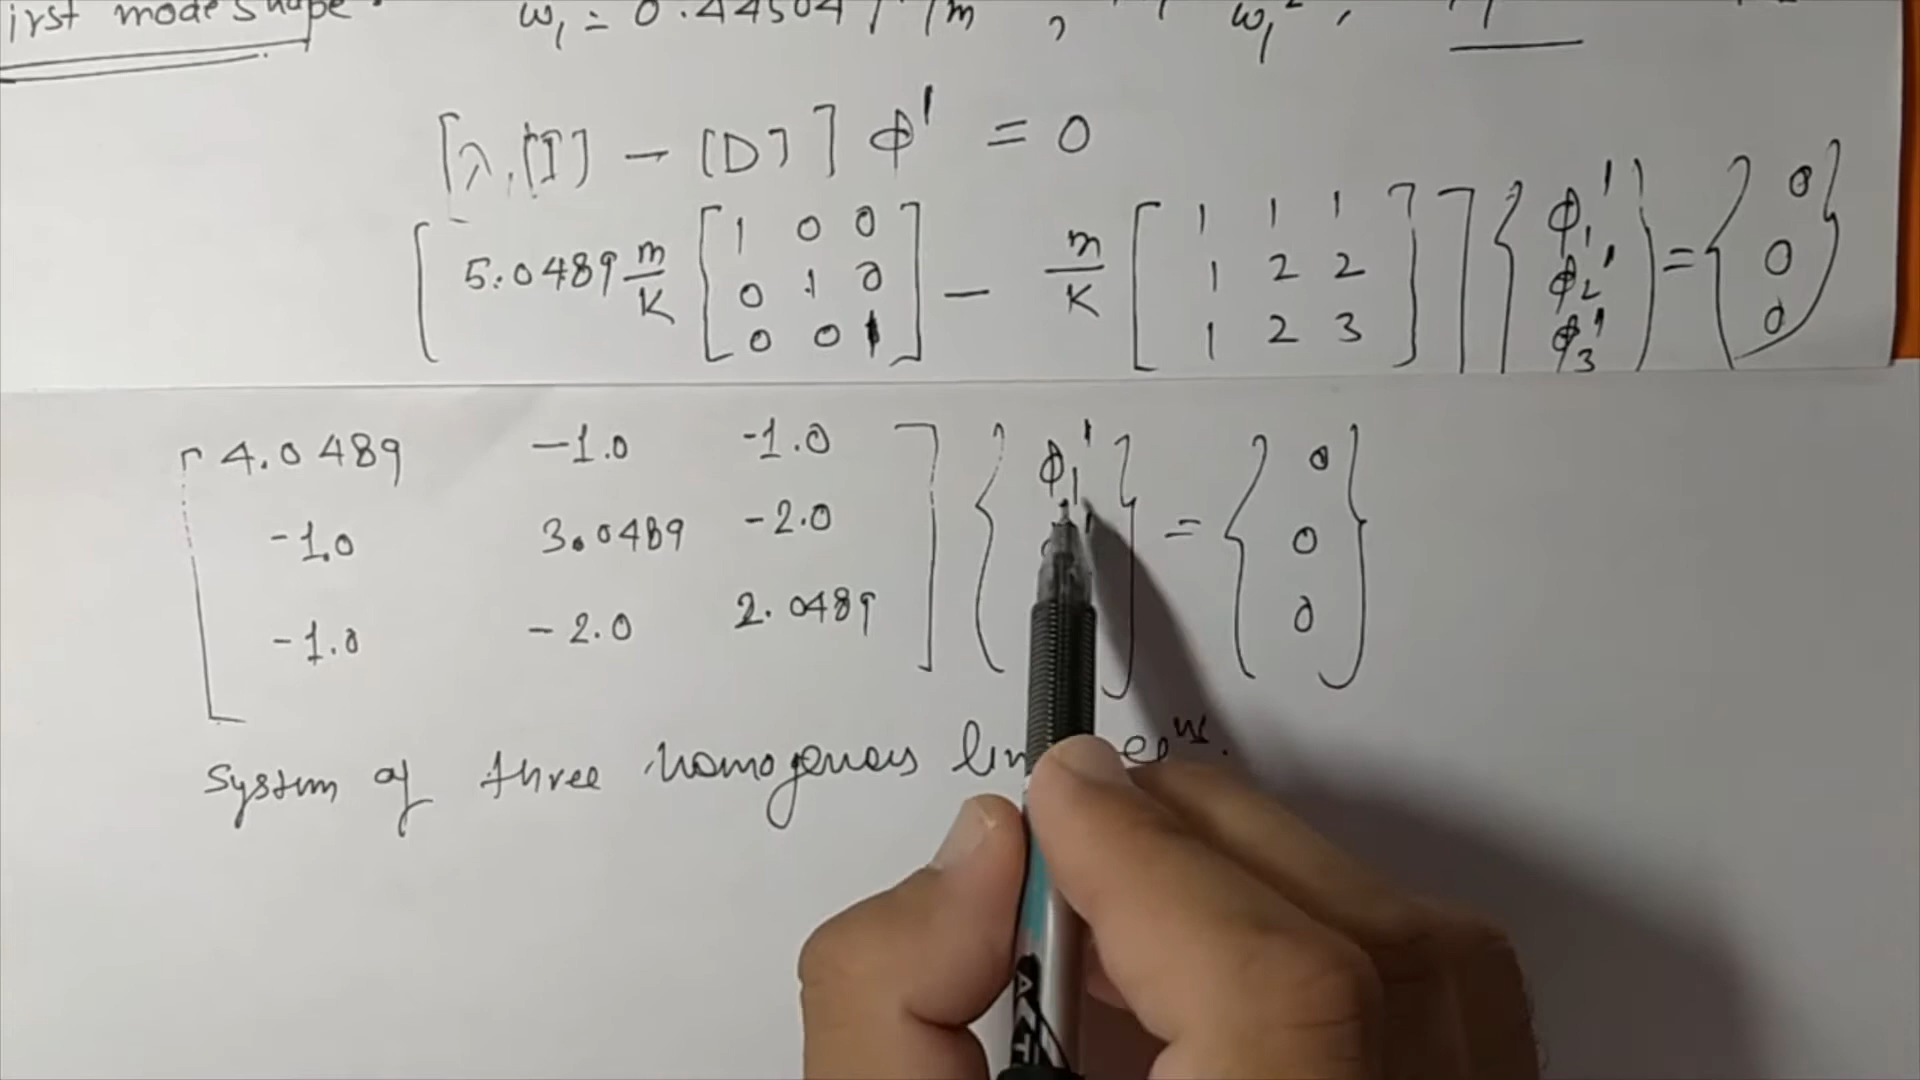 irst mode shape
ω₁ = 0.44504 √ /m , ω₁² ,
[λ₁[I] - [D]] ϕ¹ = 0
[5.0489 m/K [1 0 0; 0 1 0; 0 0 1] - m/K [1 1 1; 1 2 2; 1 2 3]] {ϕ₁¹; ϕ₂¹; ϕ₃¹} = {0; 0; 0}
[4.0489 -1.0 -1.0 ] {ϕ₁¹ } = {0
-1.0 3.0489 -2.0 0
-1.0 -2.0 2.0489 0}
System of three homogenous lin eqns.